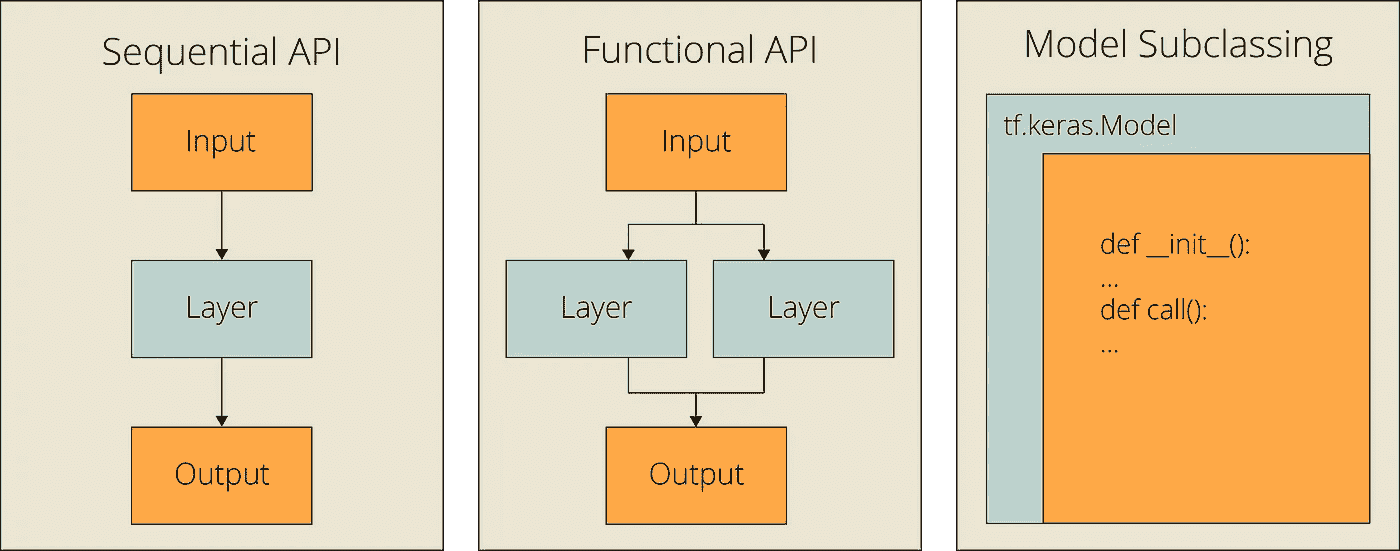 Sequential API
Input
Layer
Output
Functional API
Input
Layer
Layer
Output
Model Subclassing
tf.keras.Model
def __init__():
...
def call():
...